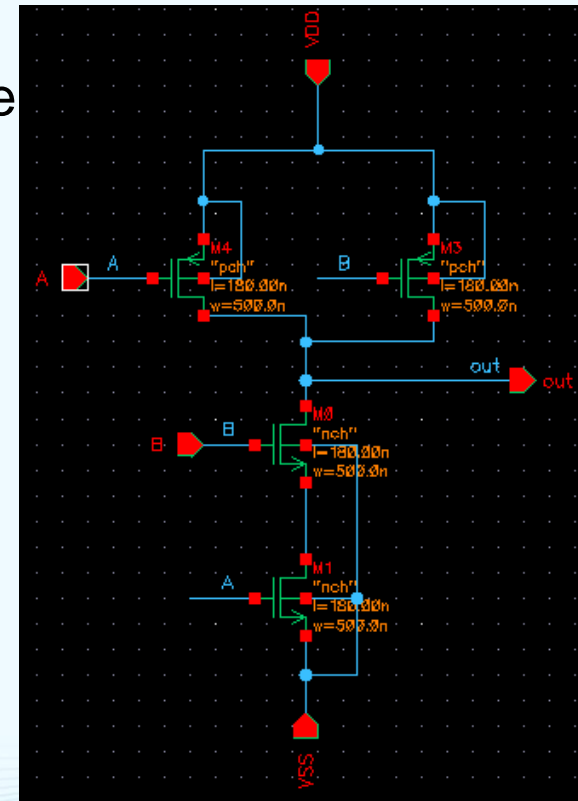 e
VDD
M4
"pch"
l=180.00n
w=500.0n
A
A
M3
"pch"
l=180.00n
w=500.0n
B
out
out
M0
"nch"
l=180.00n
w=500.0n
B
B
M1
"nch"
l=180.00n
w=500.0n
A
VSS